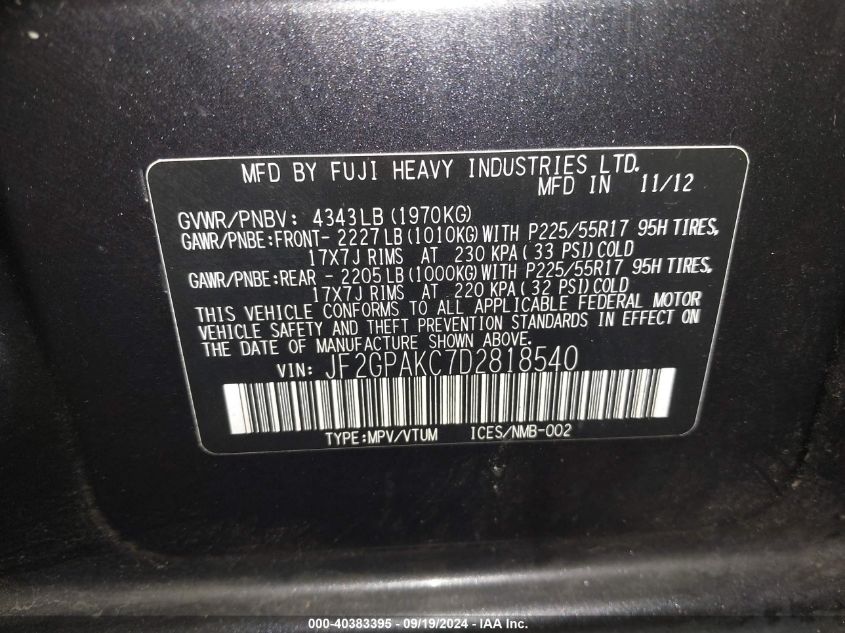 MFD BY FUJI HEAVY INDUSTRIES LTD.
MFD IN 11/12
GVWR/PNBV: 4343LB (1970KG)
GAWR/PNBE:FRONT- 2227LB (1010KG) WITH P225/55R17 95H TIRES,
17X7J RIMS AT 230 KPA ( 33 PSI) COLD
GAWR/PNBE:REAR - 2205LB (1000KG) WITH P225/55R17 95H TIRES,
17X7J RIMS AT 220 KPA ( 32 PSI) COLD
THIS VEHICLE CONFORMS TO ALL APPLICABLE FEDERAL MOTOR
VEHICLE SAFETY AND THEFT PREVENTION STANDARDS IN EFFECT ON
THE DATE OF MANUFACTURE SHOWN ABOVE.
VIN: JF2GPAKC7D2818540
TYPE:MPV/VTUM ICES/NMB-002
000-40383395 - 09/19/2024 - IAA Inc.